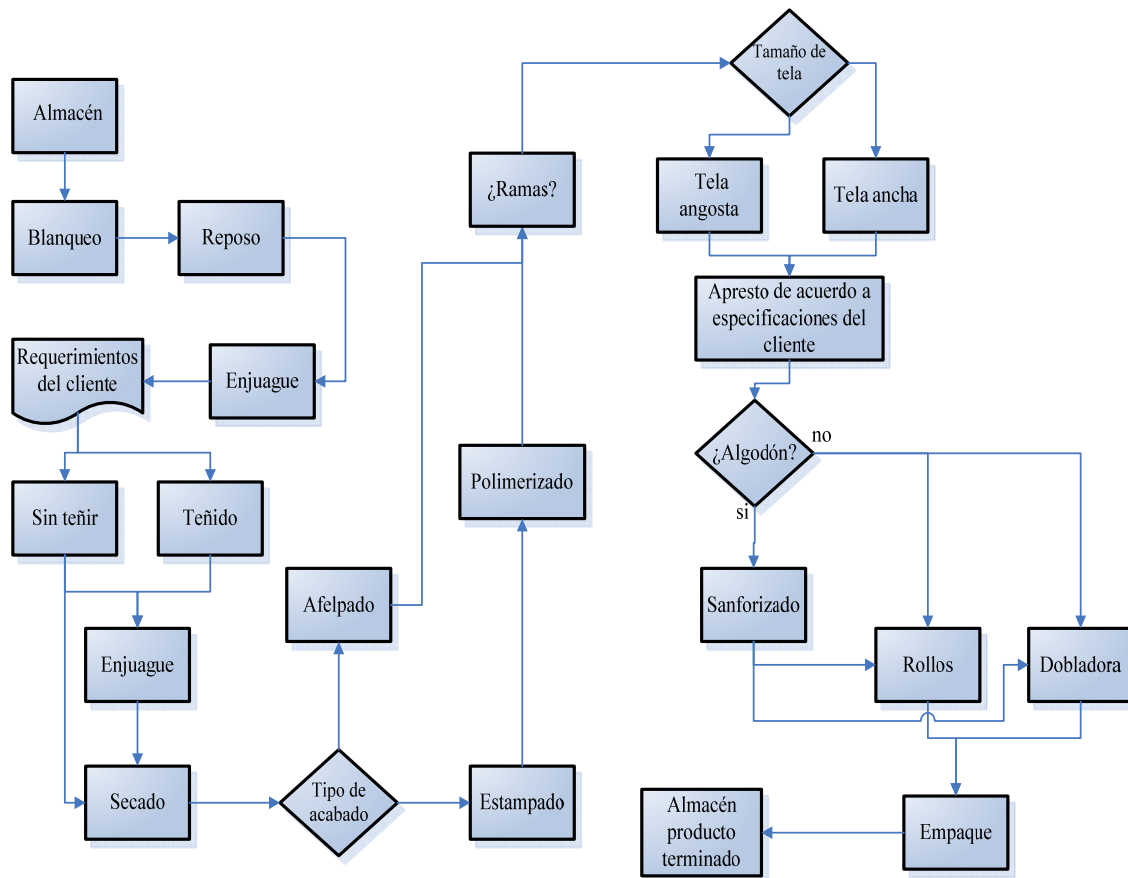 Almacén
Blanqueo
Reposo
Enjuague
Requerimientos
del cliente
Sin teñir
Teñido
Enjuague
Secado
Tipo de
acabado
Afelpado
Estampado
Polimerizado
¿Ramas?
Tamaño de
tela
Tela
angosta
Tela ancha
Apresto de acuerdo a
especificaciones del
cliente
¿Algodón?
no
si
Sanforizado
Rollos
Dobladora
Empaque
Almacén
producto
terminado